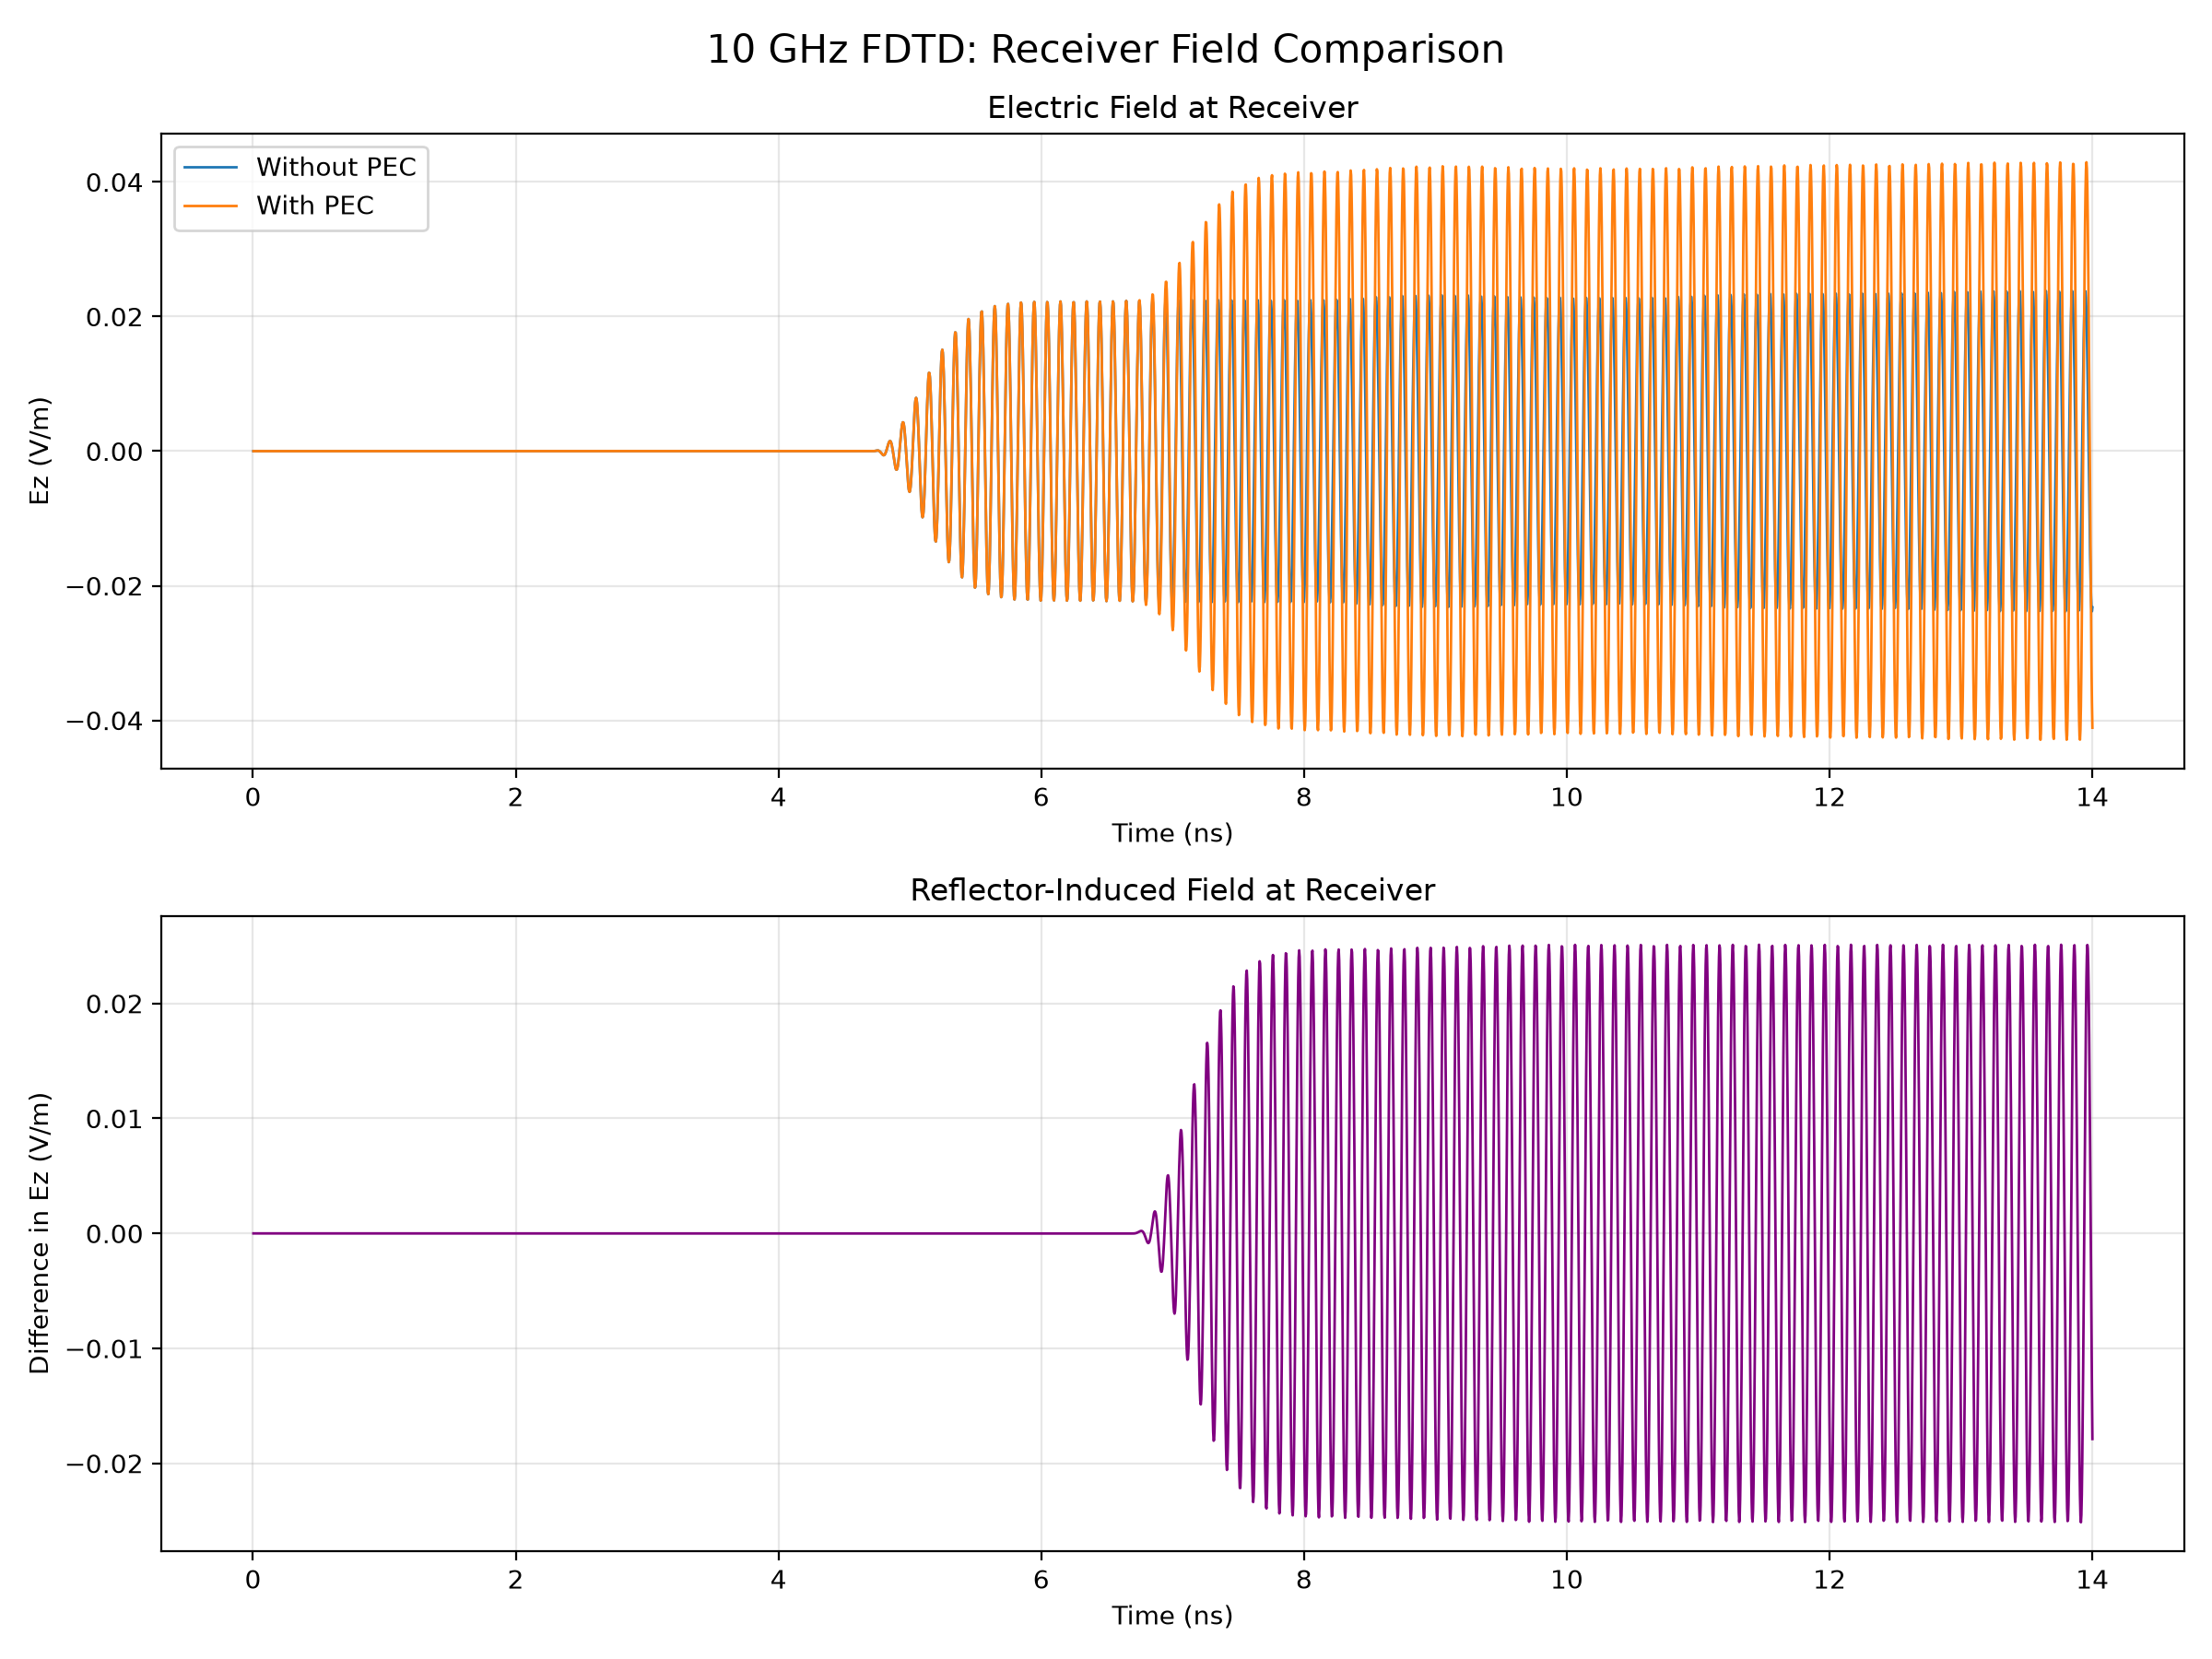 10 GHz FDTD: Receiver Field Comparison
Electric Field at Receiver
Without PEC
With PEC
Ez (V/m)
0.04
0.02
0.00
−0.02
−0.04
0 2 4 6 8 10 12 14
Time (ns)
Reflector-Induced Field at Receiver
Difference in Ez (V/m)
0.02
0.01
0.00
−0.01
−0.02
0 2 4 6 8 10 12 14
Time (ns)